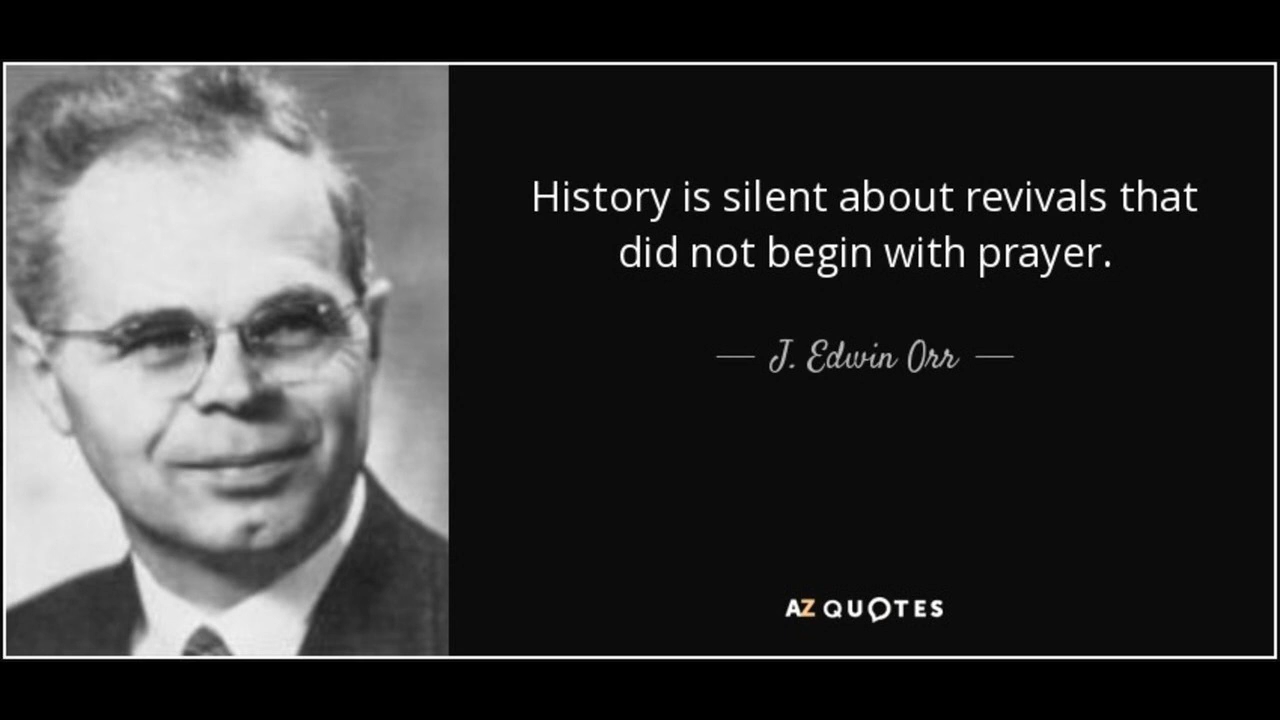 History is silent about revivals that
did not begin with prayer.
J. Edwin Orr
AZ QUOTES